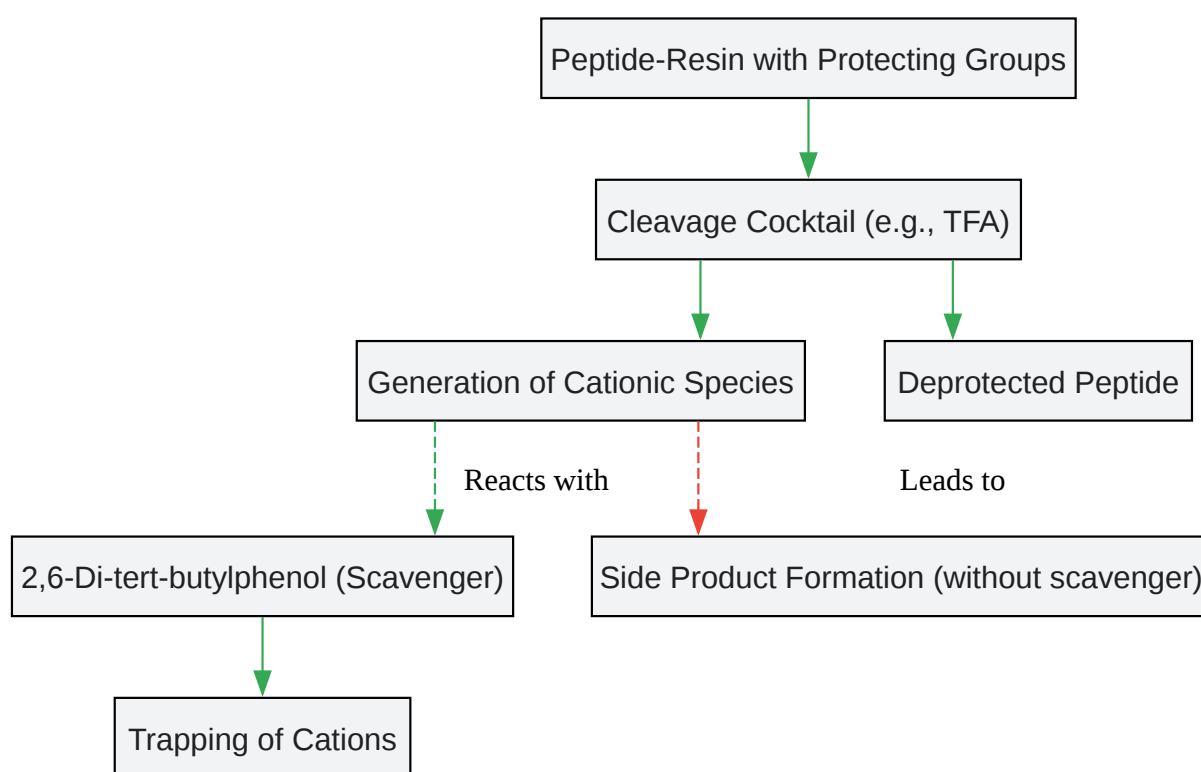 Peptide-Resin with Protecting Groups
Cleavage Cocktail (e.g., TFA)
Generation of Cationic Species
Deprotected Peptide
Reacts with
Leads to
2,6-Di-tert-butylphenol (Scavenger)
Side Product Formation (without scavenger)
Trapping of Cations